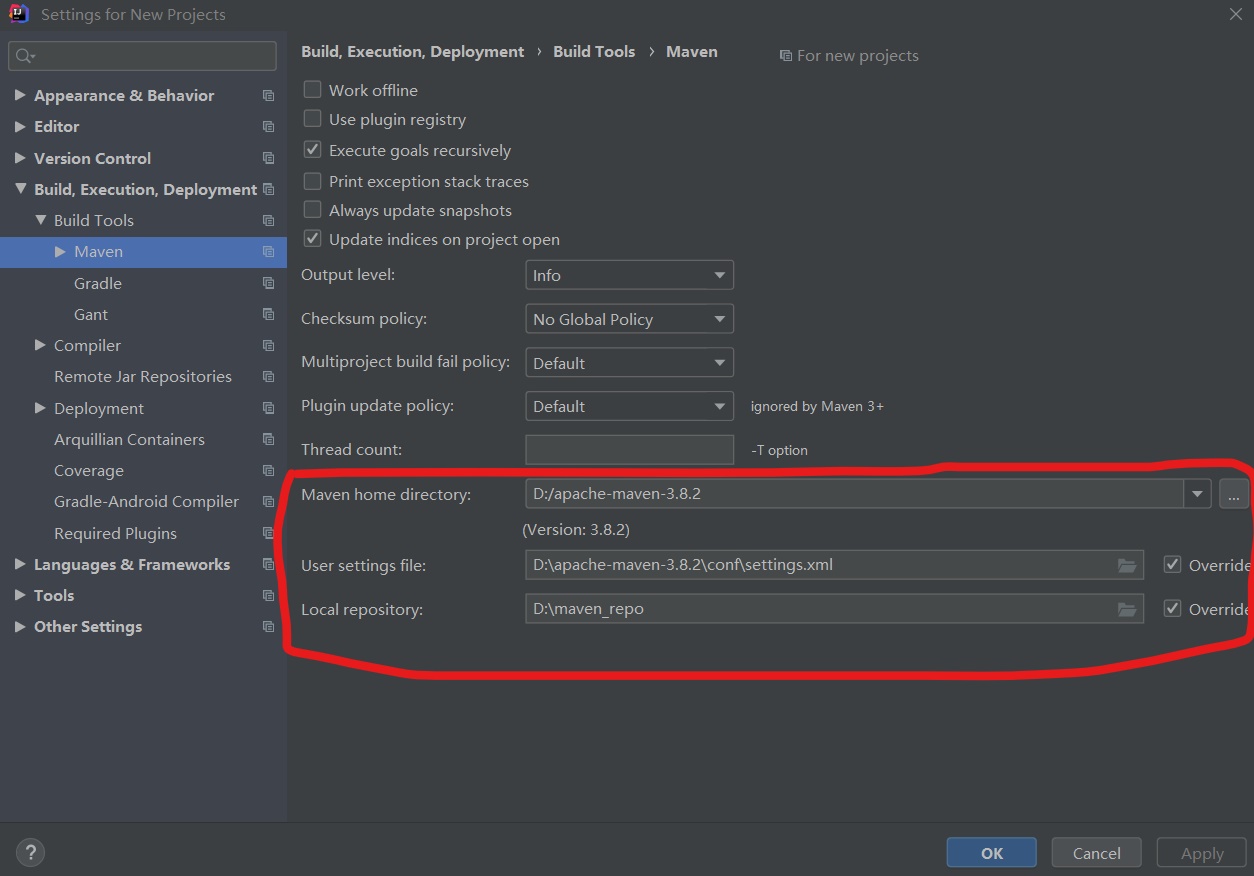 Settings for New Projects
Appearance & Behavior
Editor
Version Control
Build, Execution, Deployment
Build Tools
Maven
Gradle
Gant
Compiler
Remote Jar Repositories
Deployment
Arquillian Containers
Coverage
Gradle-Android Compiler
Required Plugins
Languages & Frameworks
Tools
Other Settings
Build, Execution, Deployment › Build Tools › Maven For new projects
Work offline
Use plugin registry
Execute goals recursively
Print exception stack traces
Always update snapshots
Update indices on project open
Output level: Info
Checksum policy: No Global Policy
Multiproject build fail policy: Default
Plugin update policy: Default ignored by Maven 3+
Thread count: -T option
Maven home directory: D:/apache-maven-3.8.2 ...
(Version: 3.8.2)
User settings file: D:\apache-maven-3.8.2\conf\settings.xml Override
Local repository: D:\maven_repo Override
? OK Cancel Apply